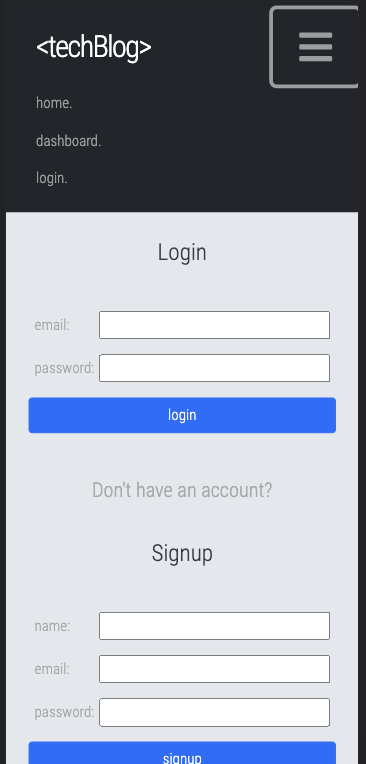 <techBlog>
home.
dashboard.
login.
Login
email:
password:
login
Don't have an account?
Signup
name:
email:
password:
signup